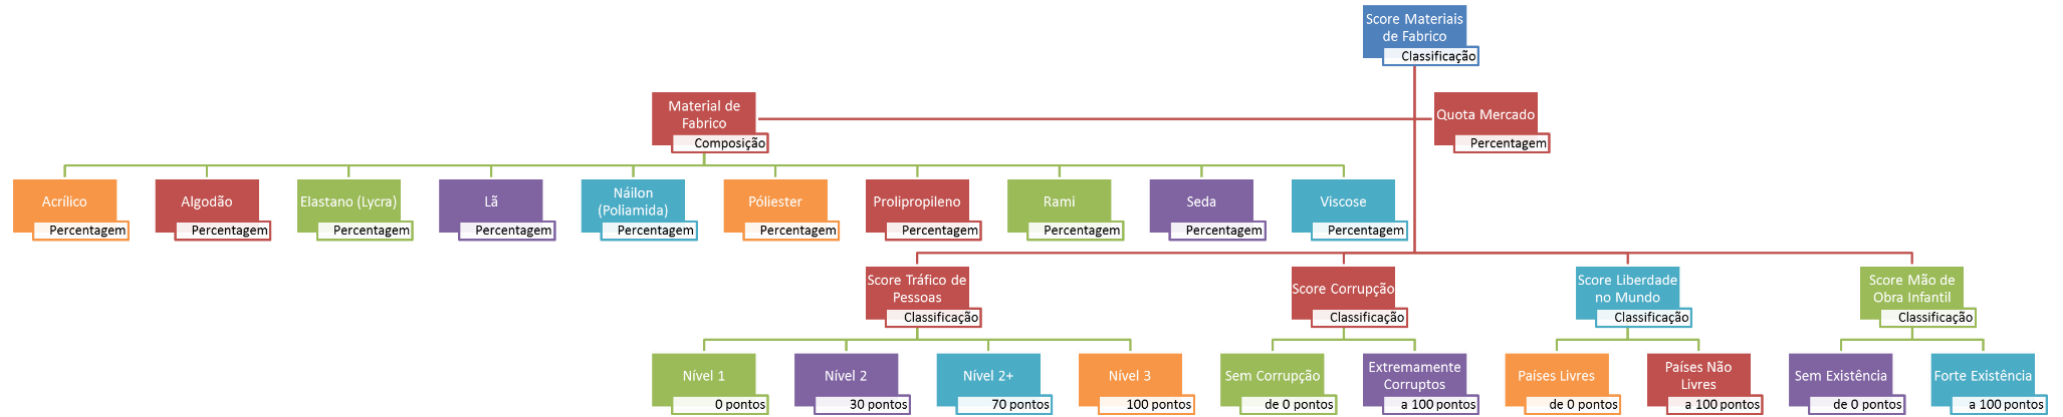 Score Materiais
de Fabrico
Classificação
Material de
Fabrico
Composição
Quota Mercado
Percentagem
Acrílico
Percentagem
Algodão
Percentagem
Elastano (Lycra)
Percentagem
Lã
Percentagem
Náilon
(Poliamida)
Percentagem
Póliester
Percentagem
Prolipropileno
Percentagem
Rami
Percentagem
Seda
Percentagem
Viscose
Percentagem
Score Tráfico de
Pessoas
Classificação
Score Corrupção
Classificação
Score Liberdade
no Mundo
Classificação
Score Mão de
Obra Infantil
Classificação
Nível 1
0 pontos
Nível 2
30 pontos
Nível 2+
70 pontos
Nível 3
100 pontos
Sem Corrupção
de 0 pontos
Extremamente
Corruptos
a 100 pontos
Países Livres
de 0 pontos
Países Não
Livres
a 100 pontos
Sem Existência
de 0 pontos
Forte Existência
a 100 pontos